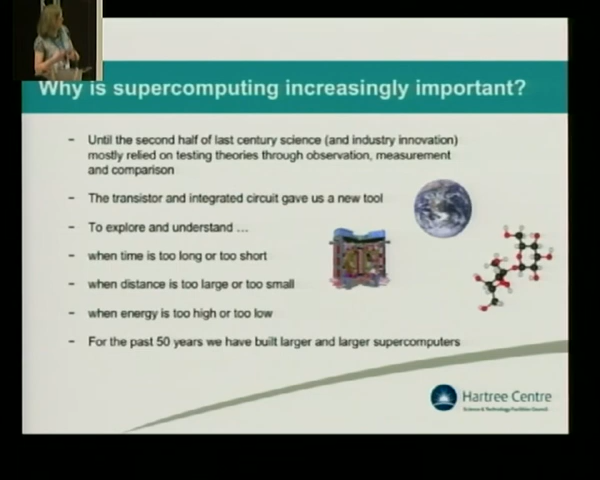 Why is supercomputing increasingly important?
- Until the second half of last century science (and industry innovation)
mostly relied on testing theories through observation, measurement
and comparison
- The transistor and integrated circuit gave us a new tool
- To explore and understand ...
- when time is too long or too short
- when distance is too large or too small
- when energy is too high or too low
- For the past 50 years we have built larger and larger supercomputers
Hartree Centre
Science & Technology Facilities Council